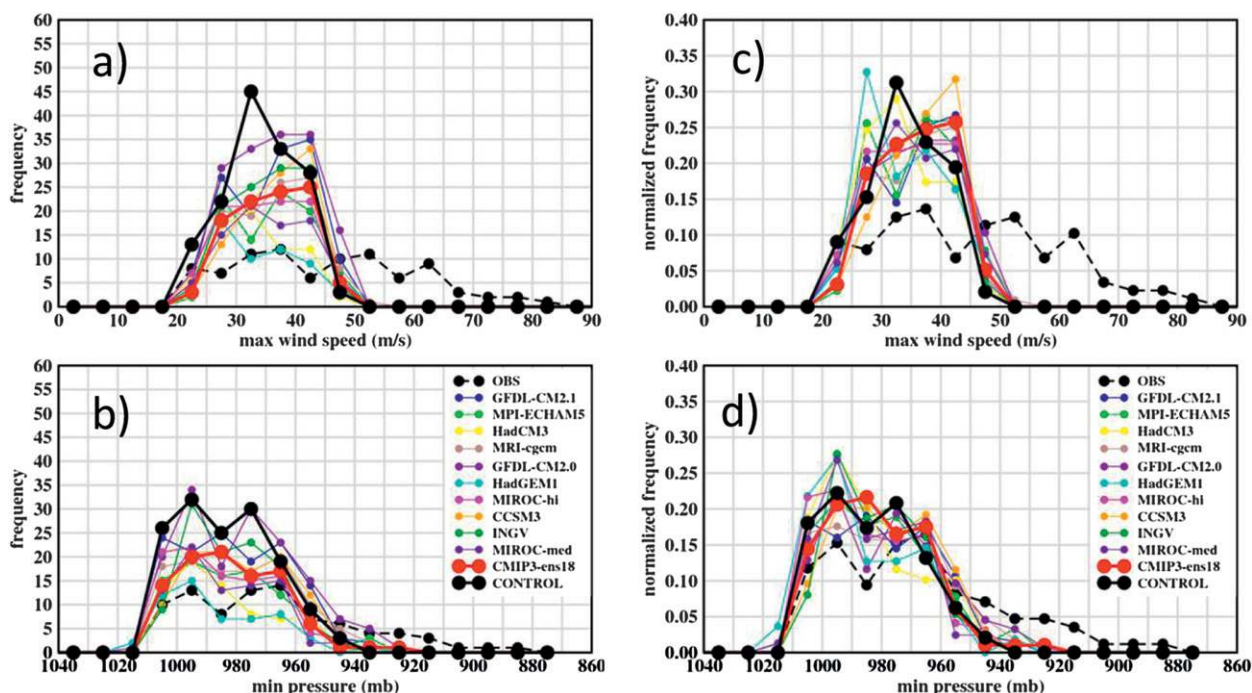 a)
60
55
50
45
40
35
30
25
20
15
10
5
0
frequency
0 10 20 30 40 50 60 70 80 90
max wind speed (m/s)
c)
0.40
0.35
0.30
0.25
0.20
0.15
0.10
0.05
0.00
normalized frequency
0 10 20 30 40 50 60 70 80 90
max wind speed (m/s)
b)
60
55
50
45
40
35
30
25
20
15
10
5
0
frequency
1040 1020 1000 980 960 940 920 900 880 860
min pressure (mb)
OBS
GFDL-CM2.1
MPI-ECHAM5
HadCM3
MRI-cgcm
GFDL-CM2.0
HadGEM1
MIROC-hi
CCSM3
INGV
MIROC-med
CMIP3-ens18
CONTROL
d)
0.40
0.35
0.30
0.25
0.20
0.15
0.10
0.05
0.00
normalized frequency
1040 1020 1000 980 960 940 920 900 880 860
min pressure (mb)
OBS
GFDL-CM2.1
MPI-ECHAM5
HadCM3
MRI-cgcm
GFDL-CM2.0
HadGEM1
MIROC-hi
CCSM3
INGV
MIROC-med
CMIP3-ens18
CONTROL